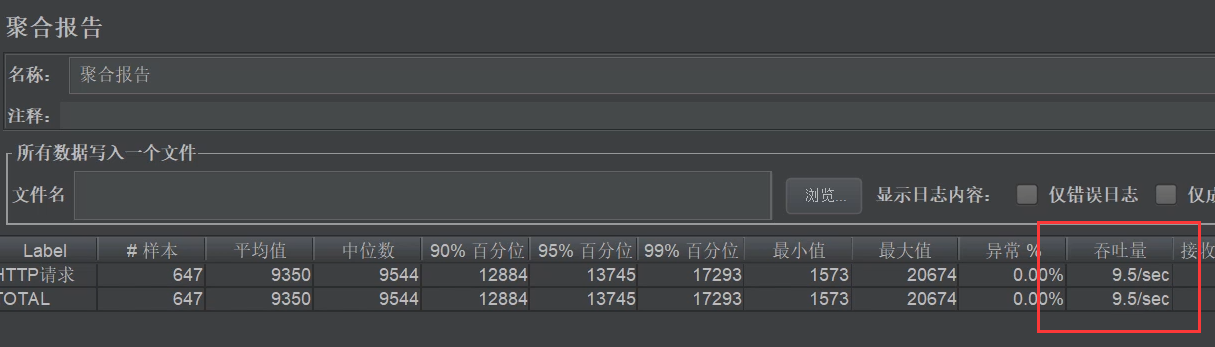 聚合报告
名称： 聚合报告
注释：
所有数据写入一个文件
文件名 浏览... 显示日志内容： 仅错误日志 仅成
Label # 样本 平均值 中位数 90% 百分位 95% 百分位 99% 百分位 最小值 最大值 异常 % 吞吐量 接收
HTTP请求 647 9350 9544 12884 13745 17293 1573 20674 0.00% 9.5/sec
TOTAL 647 9350 9544 12884 13745 17293 1573 20674 0.00% 9.5/sec